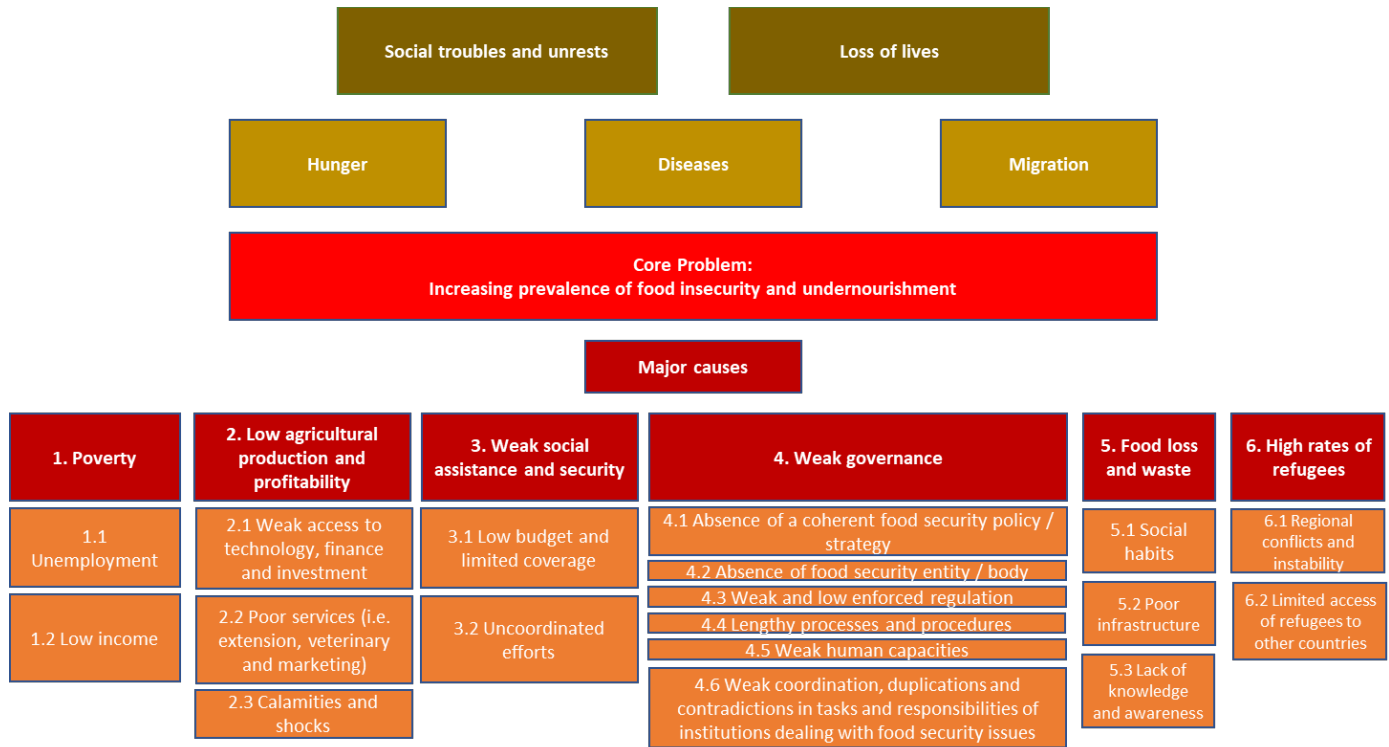 Social troubles and unrests
Loss of lives
Hunger
Diseases
Migration
Core Problem:
Increasing prevalence of food insecurity and undernourishment
Major causes
1. Poverty
1.1
Unemployment
1.2 Low income
2. Low agricultural
production and
profitability
2.1 Weak access to
technology, finance
and investment
2.2 Poor services (i.e.
extension, veterinary
and marketing)
2.3 Calamities and
shocks
3. Weak social
assistance and security
3.1 Low budget and
limited coverage
3.2 Uncoordinated
efforts
4. Weak governance
4.1 Absence of a coherent food security policy /
strategy
4.2 Absence of food security entity / body
4.3 Weak and low enforced regulation
4.4 Lengthy processes and procedures
4.5 Weak human capacities
4.6 Weak coordination, duplications and
contradictions in tasks and responsibilities of
institutions dealing with food security issues
5. Food loss
and waste
5.1 Social
habits
5.2 Poor
infrastructure
5.3 Lack of
knowledge
and awareness
6. High rates of
refugees
6.1 Regional
conflicts and
instability
6.2 Limited access
of refugees to
other countries